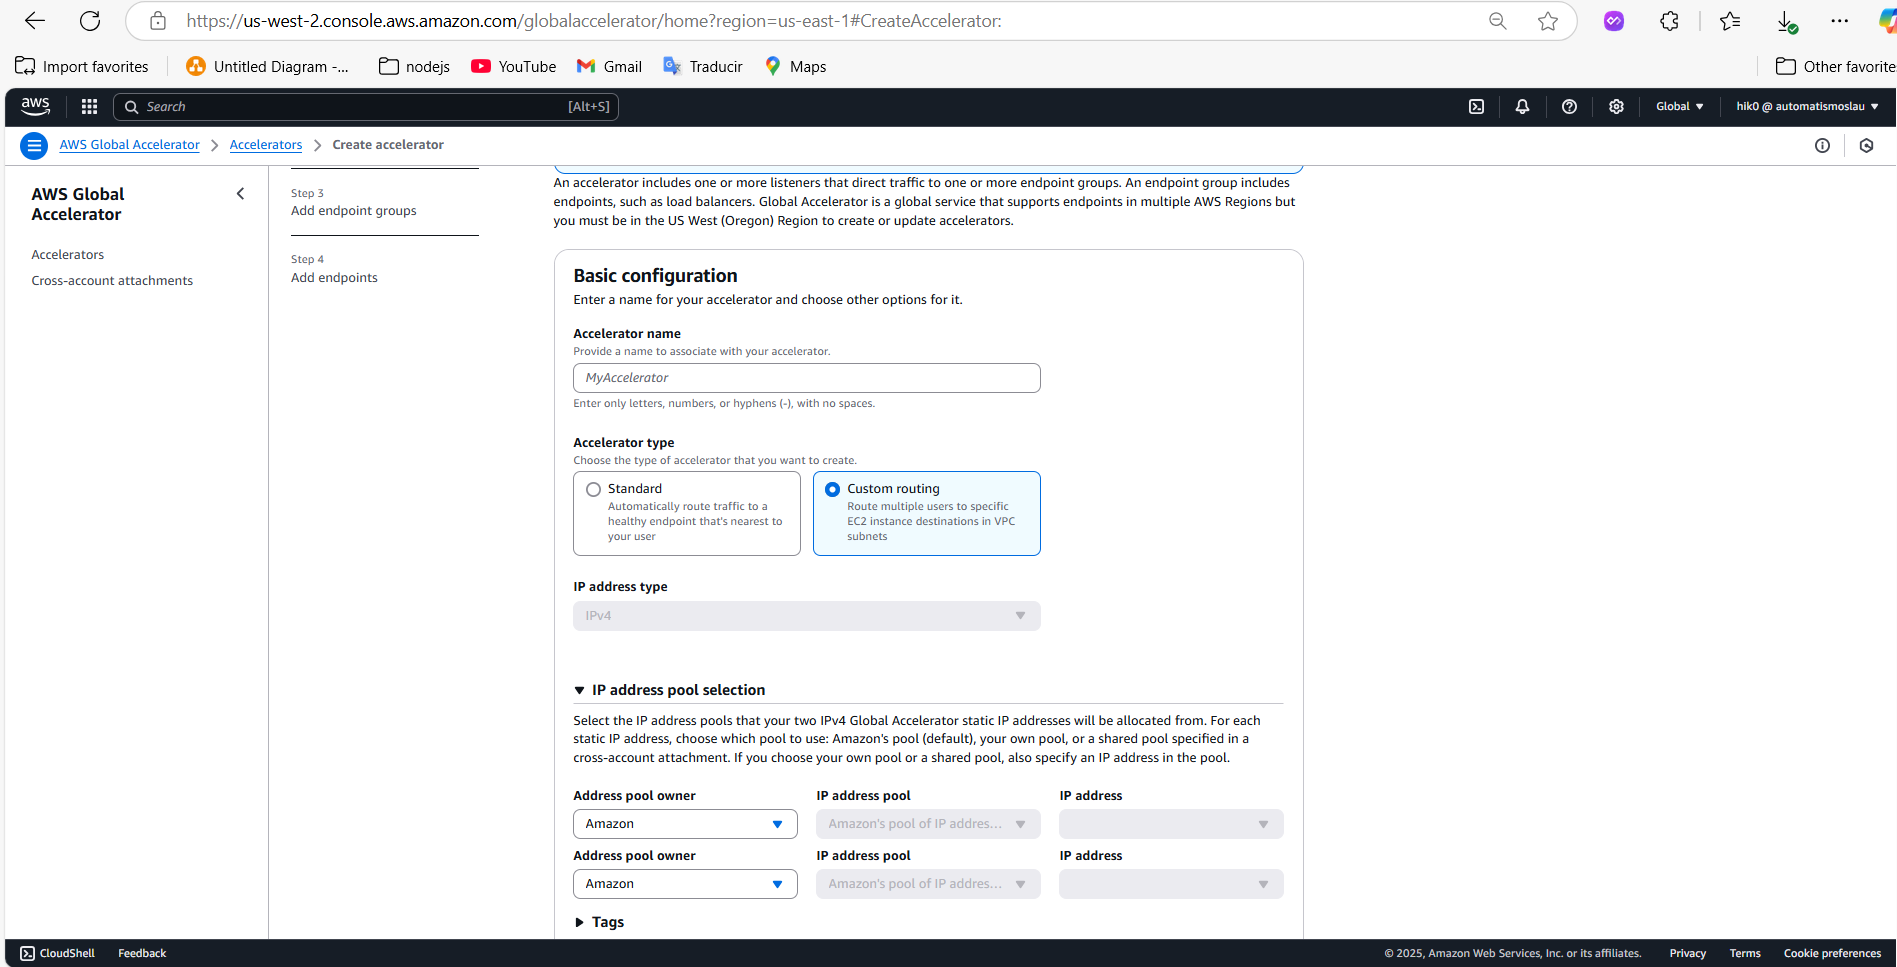 https://us-west-2.console.aws.amazon.com/globalaccelerator/home?region=us-east-1#CreateAccelerator:
Import favorites
Untitled Diagram -...
nodejs
YouTube
Gmail
Traducir
Maps
Other favorite
aws
Search
[Alt+S]
Global
hik0 @ automatismoslau
AWS Global Accelerator
Accelerators
Create accelerator
AWS Global
Accelerator
Accelerators
Cross-account attachments
Step 3
Add endpoint groups
Step 4
Add endpoints
An accelerator includes one or more listeners that direct traffic to one or more endpoint groups. An endpoint group includes
endpoints, such as load balancers. Global Accelerator is a global service that supports endpoints in multiple AWS Regions but
you must be in the US West (Oregon) Region to create or update accelerators.
Basic configuration
Enter a name for your accelerator and choose other options for it.
Accelerator name
Provide a name to associate with your accelerator.
MyAccelerator
Enter only letters, numbers, or hyphens (-), with no spaces.
Accelerator type
Choose the type of accelerator that you want to create.
Standard
Automatically route traffic to a
healthy endpoint that's nearest to
your user
Custom routing
Route multiple users to specific
EC2 instance destinations in VPC
subnets
IP address type
IPv4
IP address pool selection
Select the IP address pools that your two IPv4 Global Accelerator static IP addresses will be allocated from. For each
static IP address, choose which pool to use: Amazon's pool (default), your own pool, or a shared pool specified in a
cross-account attachment. If you choose your own pool or a shared pool, also specify an IP address in the pool.
Address pool owner
IP address pool
IP address
Amazon
Amazon's pool of IP addres...
Address pool owner
IP address pool
IP address
Amazon
Amazon's pool of IP addres...
Tags
CloudShell
Feedback
© 2025, Amazon Web Services, Inc. or its affiliates.
Privacy
Terms
Cookie preferences